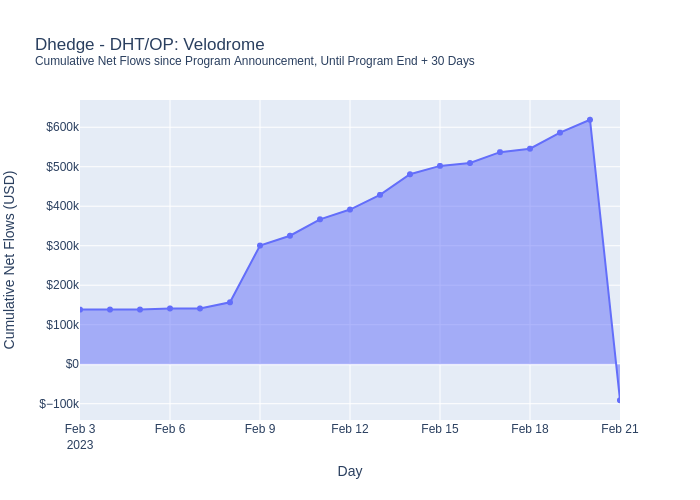 Dhedge - DHT/OP: Velodrome
Cumulative Net Flows since Program Announcement, Until Program End + 30 Days
Cumulative Net Flows (USD)
$600k
$500k
$400k
$300k
$200k
$100k
$0
$−100k
Feb 3 Feb 6 Feb 9 Feb 12 Feb 15 Feb 18 Feb 21
2023
Day